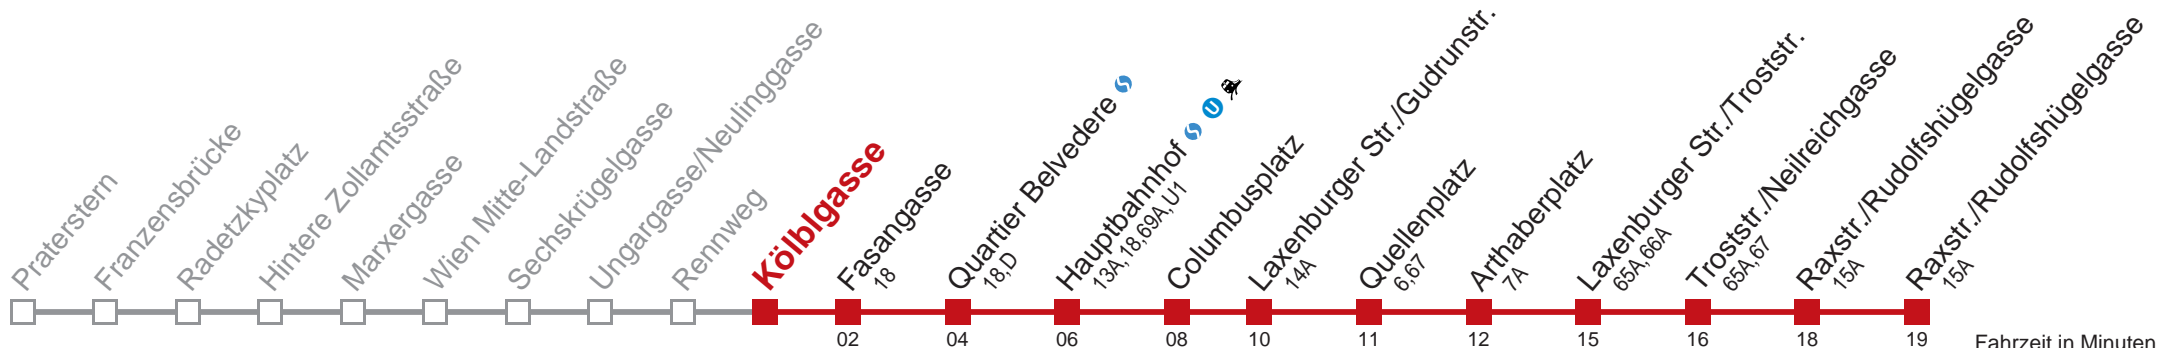 Praterstern
Franzensbrücke
Radetzkyplatz
Hintere Zollamtsstraße
Marxergasse
Wien Mitte-Landstraße
Sechskrügelgasse
Ungargasse/Neulinggasse
Rennweg
Kölblgasse
Fasangasse
18
Quartier Belvedere S
18,D
Hauptbahnhof S U
13A,18,69A,U1
Columbusplatz
Laxenburger Str./Gudrunstr.
14A
Quellenplatz
6,67
Arthaberplatz
7A
Laxenburger Str./Troststr.
65A,66A
Troststr./Neilreichgasse
65A,67
Raxstr./Rudolfshügelgasse
15A
Raxstr./Rudolfshügelgasse
15A
02 04 06 08 10 11 12 15 16 18 19 Fahrzeit in Minuten